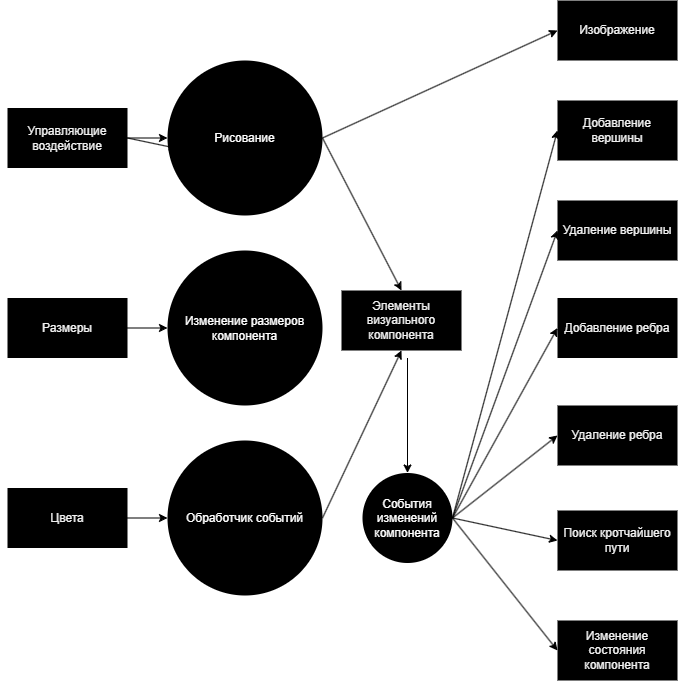 Изображение
Управляющие
воздействие
Рисование
Добавление
вершины
Удаление вершины
Размеры
Изменение размеров
компонента
Элементы
визуального
компонента
Добавление ребра
Удаление ребра
Цвета
Обработчик событий
События
изменений
компонента
Поиск кротчайшего
пути
Изменение
состояния
компонента